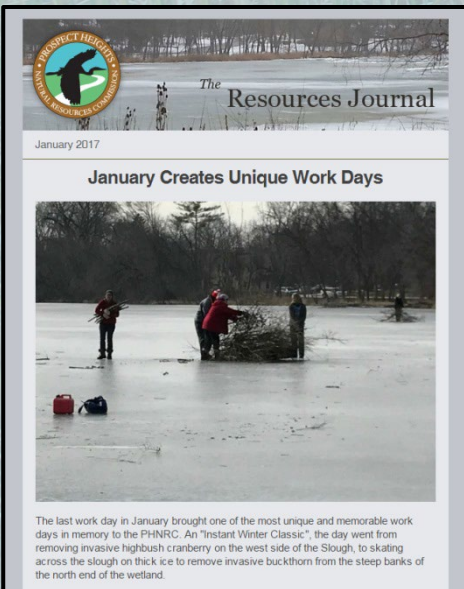 PROSPECT HEIGHTS
NATURAL RESOURCES COMMISSION
The
Resources Journal
January 2017
January Creates Unique Work Days
The last work day in January brought one of the most unique and memorable work
days in memory to the PHNRC. An "Instant Winter Classic", the day went from
removing invasive highbush cranberry on the west side of the Slough, to skating
across the slough on thick ice to remove invasive buckthorn from the steep banks of
the north end of the wetland.